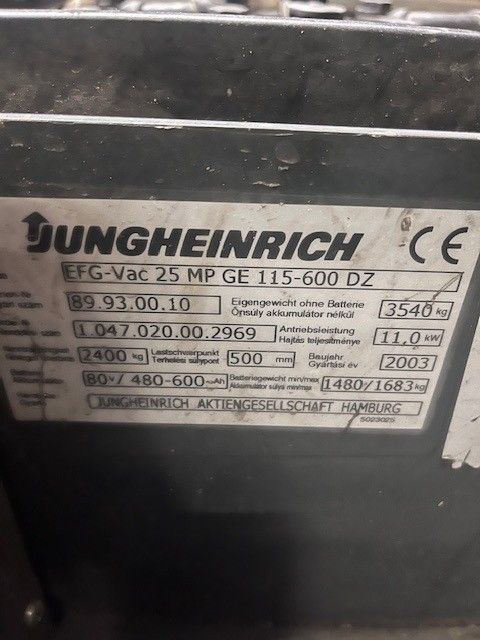 JUNGHEINRICH CE
EFG-Vac 25 MP GE 115-600 DZ
89.93.00.10 Eigengewicht ohne Batterie 3540 kg
Önsúly akkumulátor nélkül
1.047.020.00.2969 Antriebsleistung 11,0 kW
Hajtás teljesitménye
2400 kg Lastschwerpunkt 500 mm Baujahr 2003
Terhelési súlypont Gyártási év
80 V/ 480-600 Ah Batteriegewicht min/max 1480/1683 kg
Akkumulátor súlya min/max
JUNGHEINRICH AKTIENGESELLSCHAFT HAMBURG
5023025